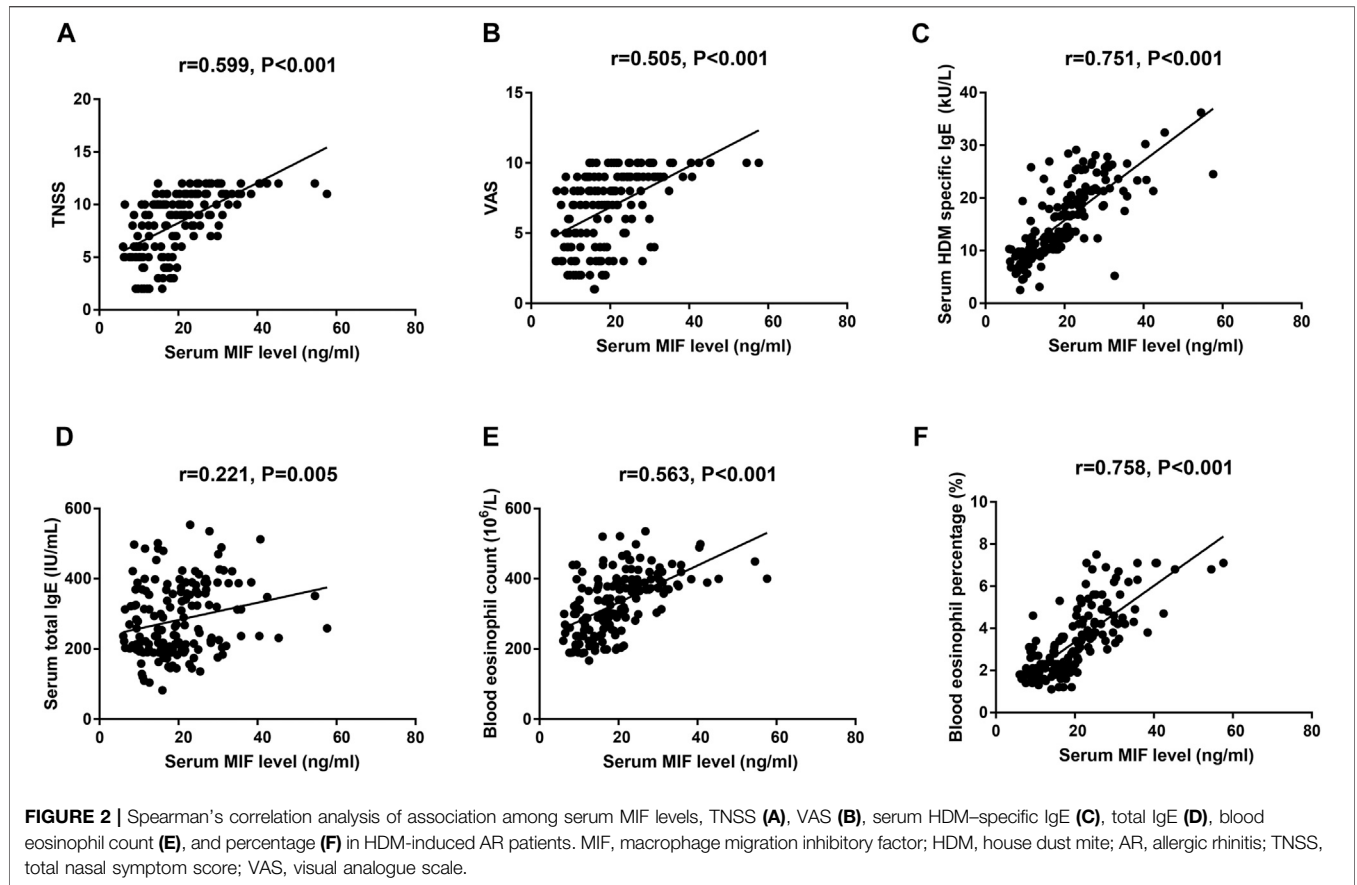 A
r=0.599, P<0.001
TNSS
20
15
10
5
0
0 20 40 60 80
Serum MIF level (ng/ml)
B
r=0.505, P<0.001
VAS
15
10
5
0
0 20 40 60 80
Serum MIF level (ng/ml)
C
r=0.751, P<0.001
Serum HDM specific IgE (kU/L)
40
30
20
10
0
0 20 40 60 80
Serum MIF level (ng/ml)
D
r=0.221, P=0.005
Serum total IgE (IU/mL)
600
400
200
0
0 20 40 60 80
Serum MIF level (ng/ml)
E
r=0.563, P<0.001
Blood eosinophil count (10⁶/L)
600
400
200
0
0 20 40 60 80
Serum MIF level (ng/ml)
F
r=0.758, P<0.001
Blood eosinophil percentage (%)
10
8
6
4
2
0
0 20 40 60 80
Serum MIF level (ng/ml)
FIGURE 2 | Spearman’s correlation analysis of association among serum MIF levels, TNSS (A), VAS (B), serum HDM–specific IgE (C), total IgE (D), blood
eosinophil count (E), and percentage (F) in HDM-induced AR patients. MIF, macrophage migration inhibitory factor; HDM, house dust mite; AR, allergic rhinitis; TNSS,
total nasal symptom score; VAS, visual analogue scale.